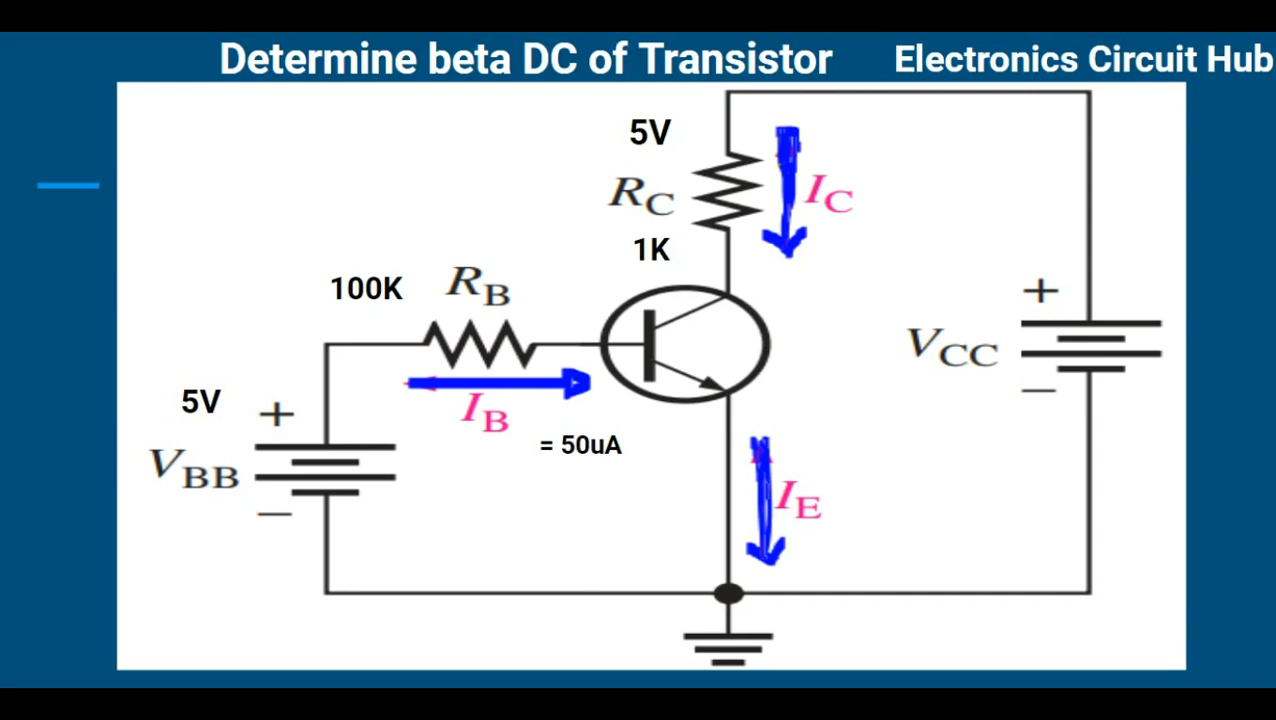 Determine beta DC of Transistor
Electronics Circuit Hub
5V
RC
IC
1K
100K
RB
+
VCC
−
5V
+
IB
= 50uA
VBB
−
IE